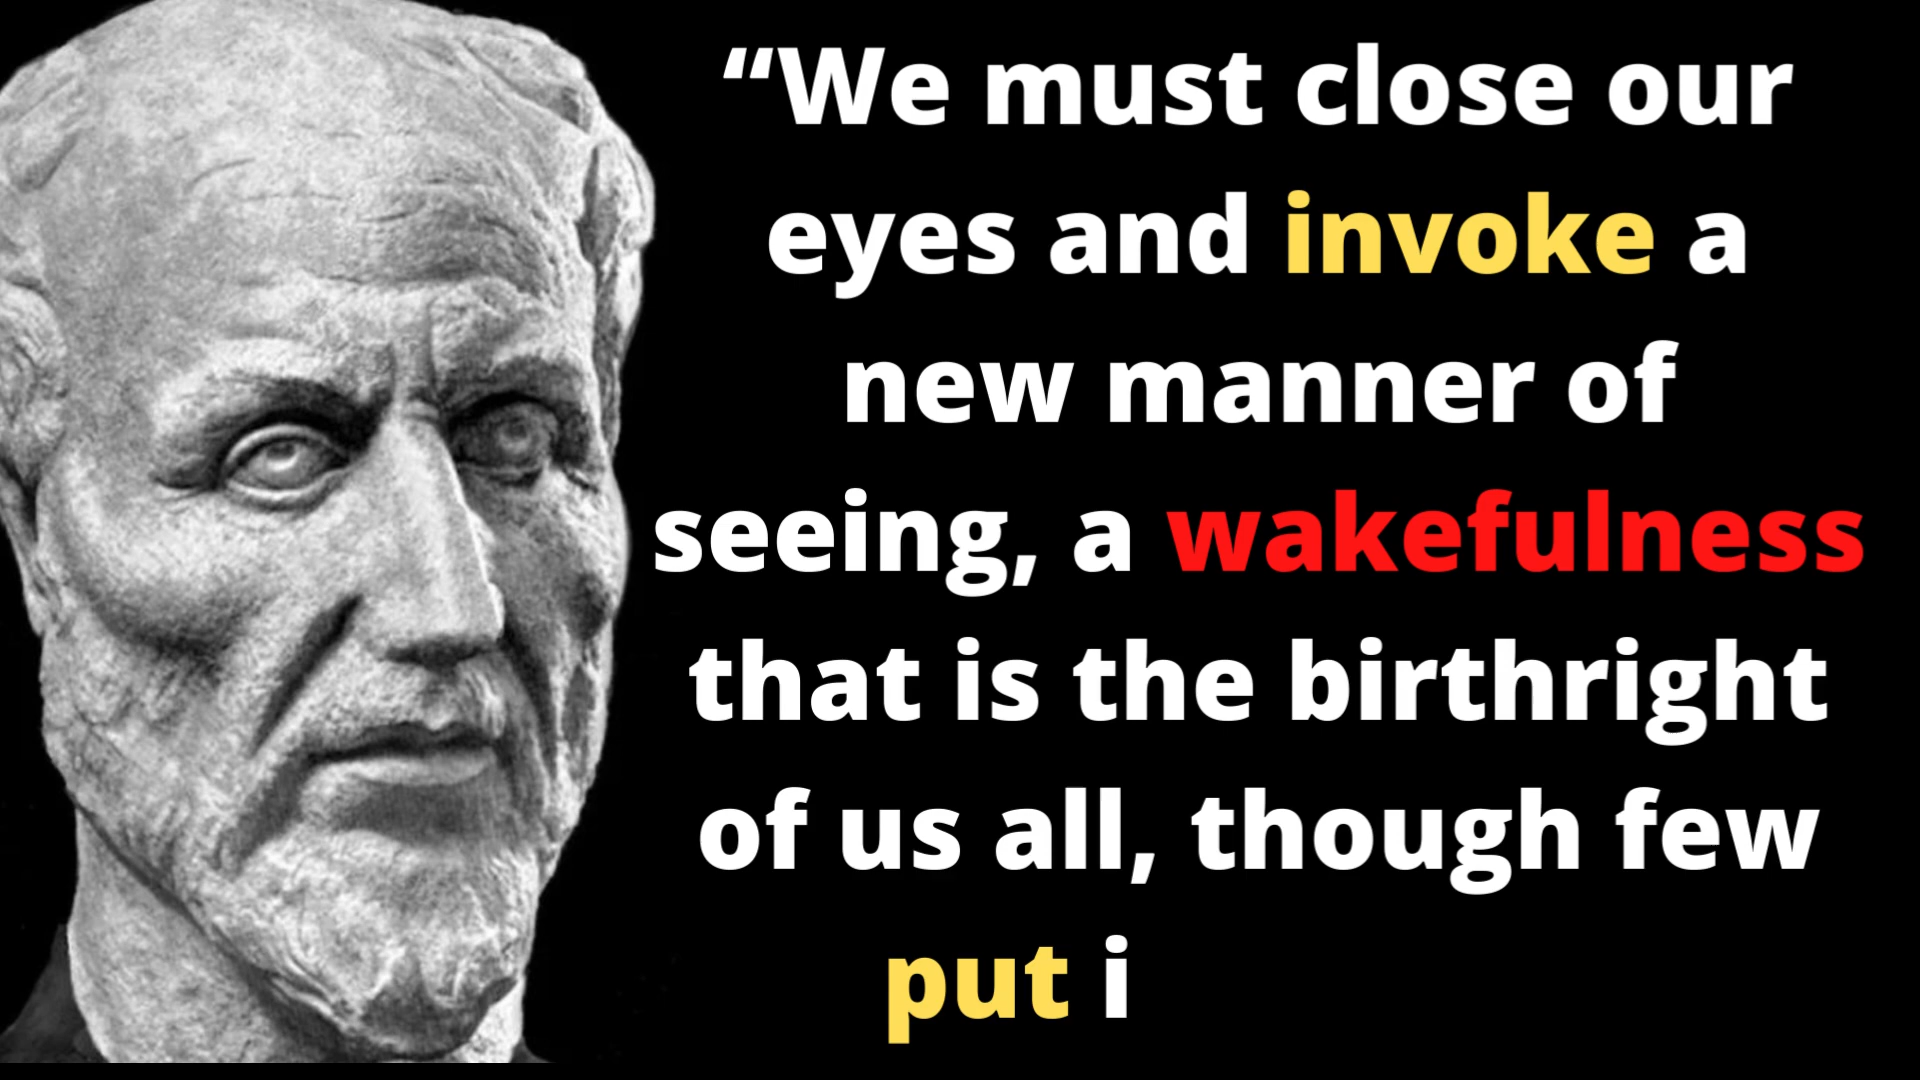 “We must close our
eyes and invoke a
new manner of
seeing, a wakefulness
that is the birthright
of us all, though few
put i